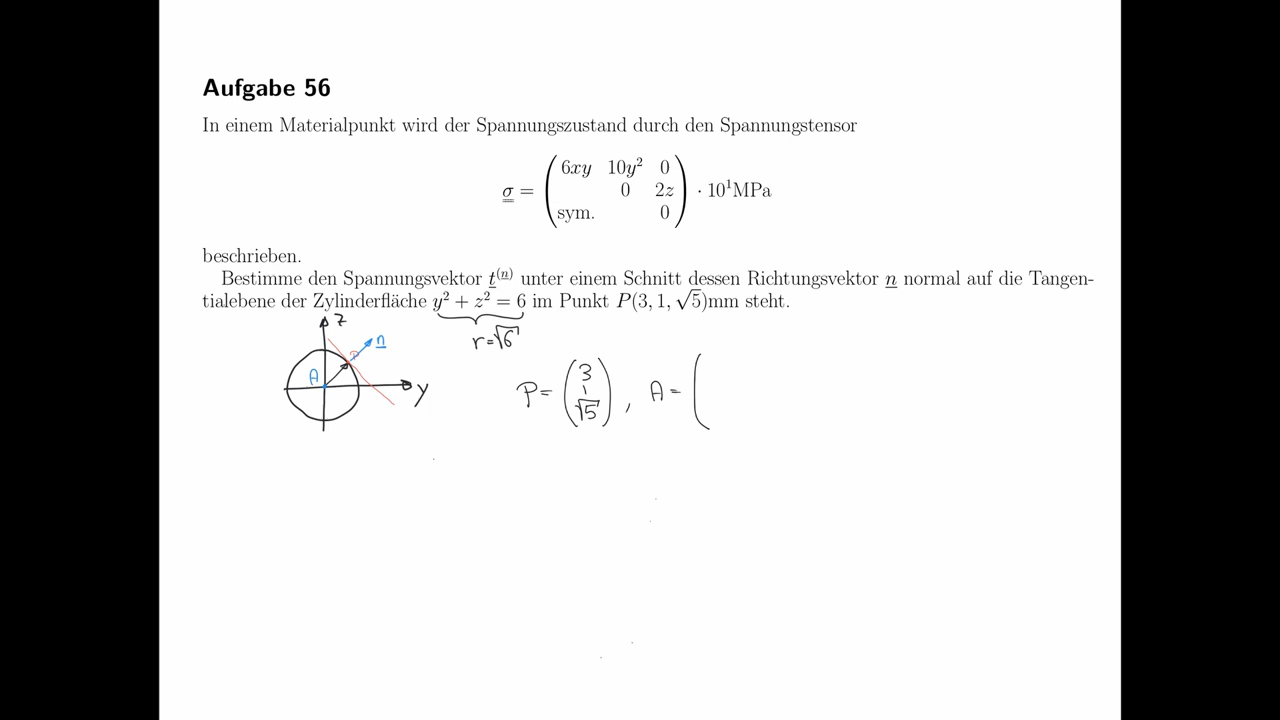 Aufgabe 56
In einem Materialpunkt wird der Spannungszustand durch den Spannungstensor
σ = ( 6xy 10y² 0
0 2z
sym. 0 ) · 10¹MPa
beschrieben.
Bestimme den Spannungsvektor t⁽ⁿ⁾ unter einem Schnitt dessen Richtungsvektor n normal auf die Tangen-
tialebene der Zylinderfläche y² + z² = 6 im Punkt P(3, 1, √5)mm steht.
z
n
P
r=√6
A
y
P = ( 3
1
√5 ) , A = (